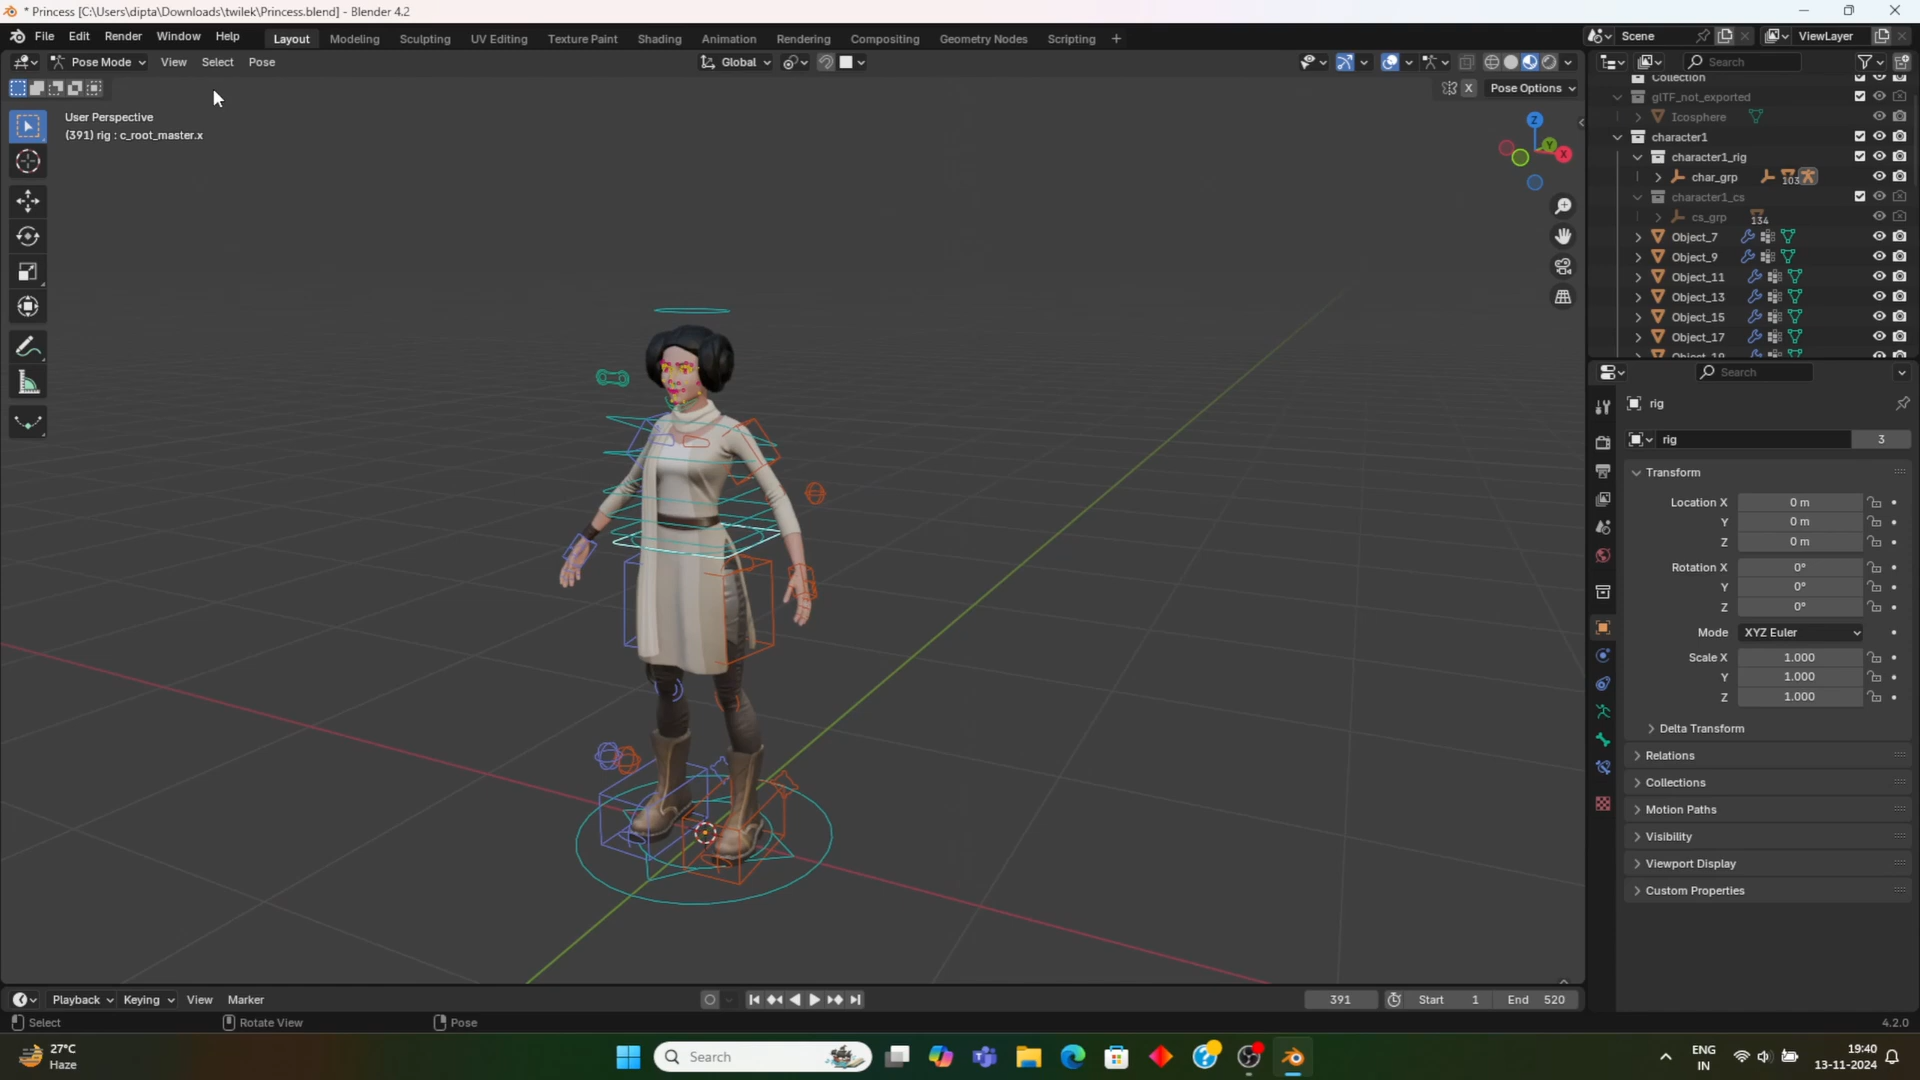 * Princess [C:\Users\dipta\Downloads\twilek\Princess.blend] - Blender 4.2
File Edit Render Window Help Layout Modeling Sculpting UV Editing Texture Paint Shading Animation Rendering Compositing Geometry Nodes Scripting + Scene ViewLayer
Pose Mode View Select Pose Global Search
X Pose Options
User Perspective
(391) rig : c_root_master.x
Z
Y
X
Collection
glTF_not_exported
Icosphere
character1
character1_rig
char_grp 103
character1_cs
cs_grp 134
Object_7
Object_9
Object_11
Object_13
Object_15
Object_17
Object_19
Search
rig
rig 3
Transform
Location X 0 m
Y 0 m
Z 0 m
Rotation X 0°
Y 0°
Z 0°
Mode XYZ Euler
Scale X 1.000
Y 1.000
Z 1.000
Delta Transform
Relations
Collections
Motion Paths
Visibility
Viewport Display
Custom Properties
Playback Keying View Marker 391 Start 1 End 520
Select Rotate View Pose 4.2.0
27°C
Haze
Search
ENG
IN
19:40
13-11-2024